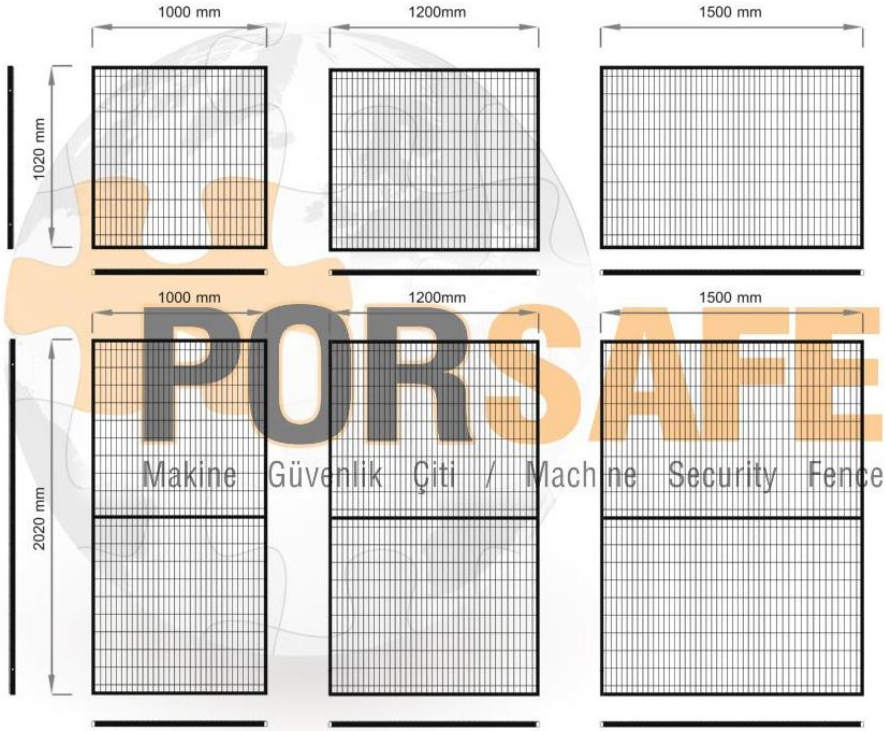 1000 mm 1200mm 1500 mm
1020 mm
1000 mm 1200mm 1500 mm
PORSAFE
Makine Güvenlik Çiti / Machine Security Fence
2020 mm